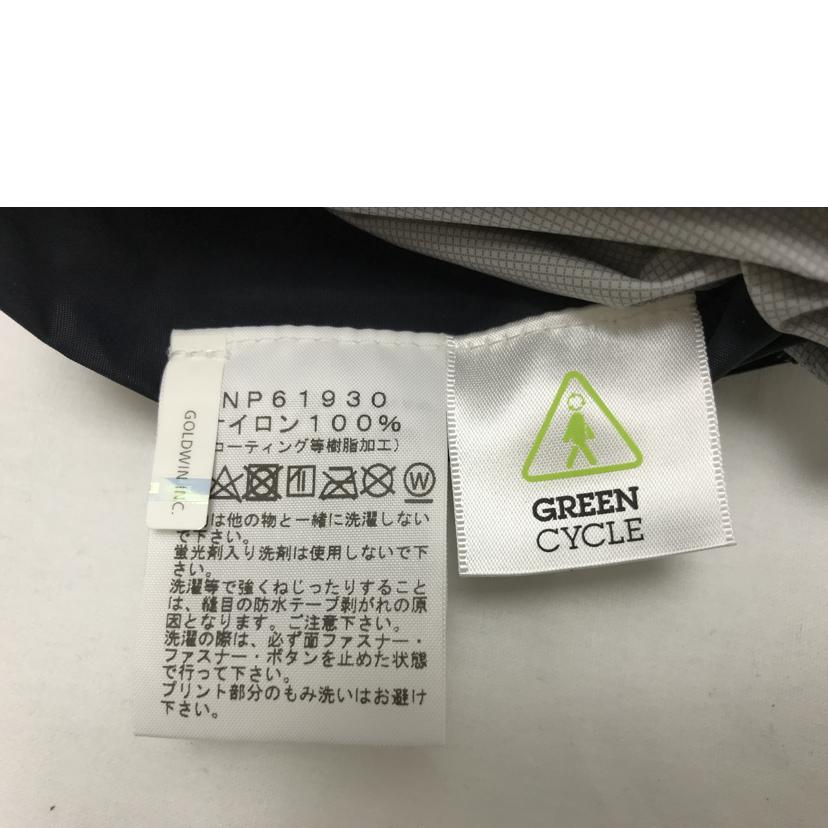 NP61930
イロン100%
コーティング等樹脂加工）
W
は他の物と一緒に洗濯しない
で下さい。
蛍光剤入り洗剤は使用しないで下
さい。
洗濯等で強くねじったりすること
は、縫目の防水テープ剥がれの原
因となります。ご注意下さい。
洗濯の際は、必ず面ファスナー・
ファスナー・ボタンを止めた状態
で行って下さい。
プリント部分のもみ洗いはお避け
下さい。
GOLDWIN INC.
GREEN
CYCLE